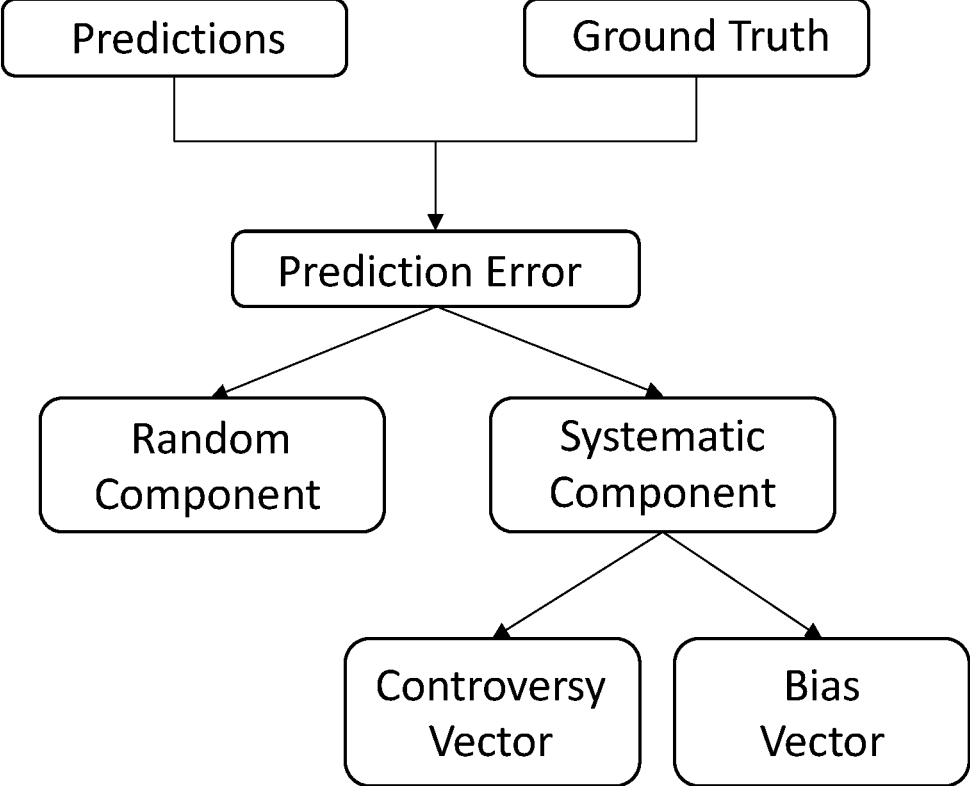 Predictions
Ground Truth
Prediction Error
Random
Component
Systematic
Component
Controversy
Vector
Bias
Vector